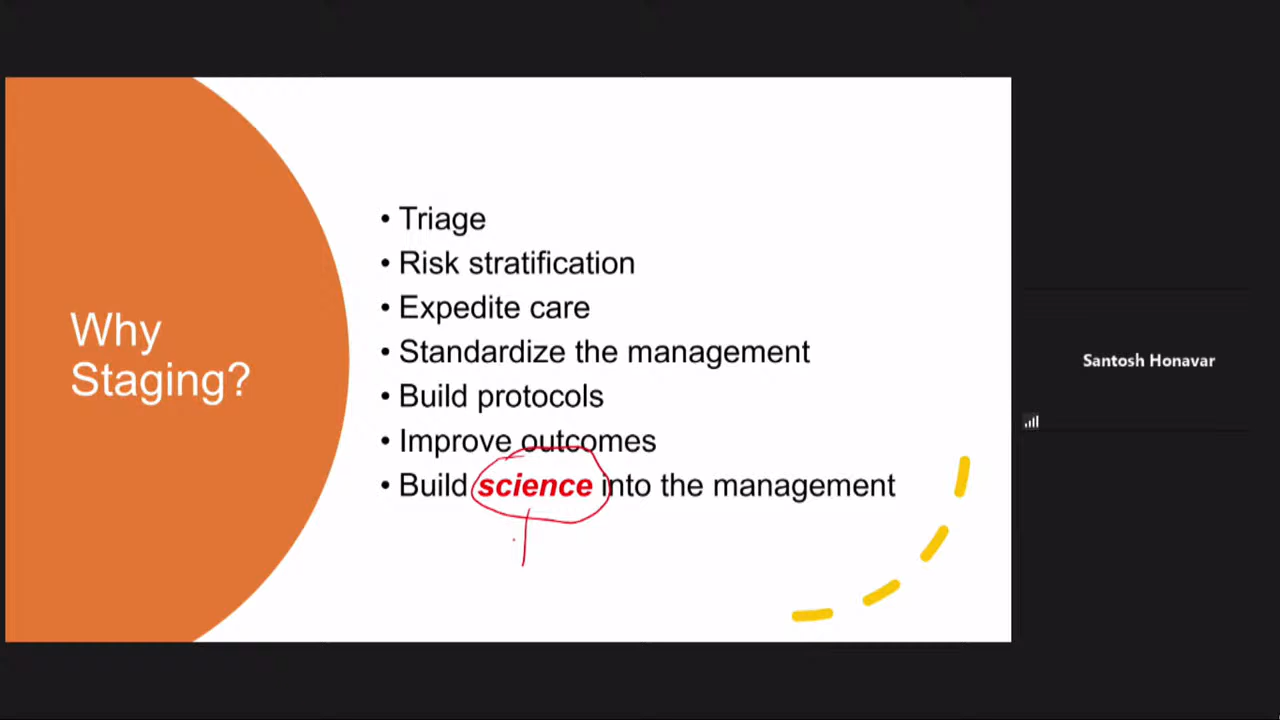 Why
Staging?
• Triage
• Risk stratification
• Expedite care
• Standardize the management
• Build protocols
• Improve outcomes
• Build science into the management
Santosh Honavar